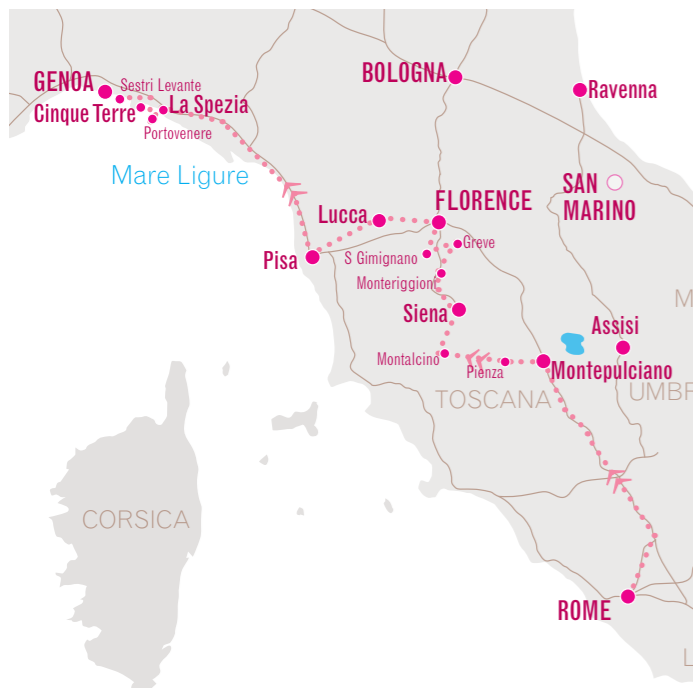 BOLOGNA
GENOA
Sestri Levante
Ravenna
Cinque Terre
La Spezia
Portovenere
Mare Ligure
SAN
MARINO
FLORENCE
Lucca
Greve
S Gimignano
Pisa
Monteriggioni
M
Siena
Assisi
Montalcino
Pienza
Montepulciano
TOSCANA
UMBR
CORSICA
ROME
L